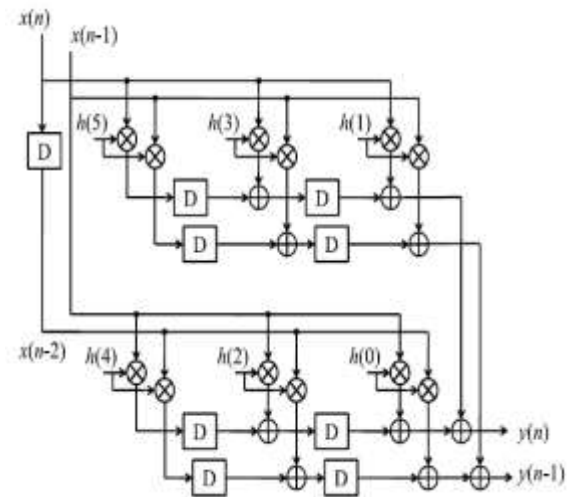 x(n)
x(n-1)
h(5)
h(3)
h(1)
D
D
D
D
D
x(n-2)
h(4)
h(2)
h(0)
D
D
y(n)
D
D
y(n-1)